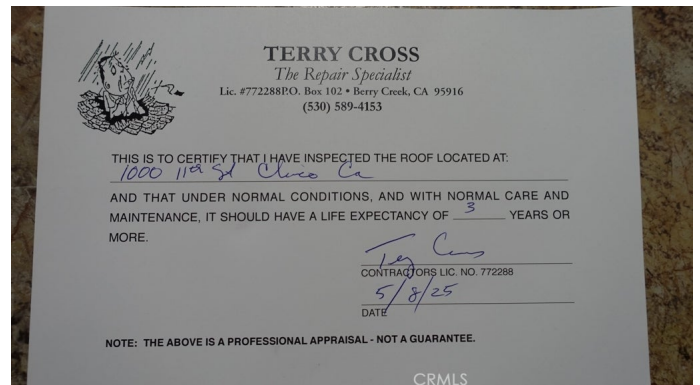 TERRY CROSS
The Repair Specialist
Lic. #772288P.O. Box 102 • Berry Creek, CA 95916
(530) 589-4153
THIS IS TO CERTIFY THAT I HAVE INSPECTED THE ROOF LOCATED AT:
1000 11th St Chico Ca
AND THAT UNDER NORMAL CONDITIONS, AND WITH NORMAL CARE AND
MAINTENANCE, IT SHOULD HAVE A LIFE EXPECTANCY OF 3 YEARS OR
MORE.
Terry Cross
CONTRACTORS LIC. NO. 772288
5/8/25
DATE
NOTE: THE ABOVE IS A PROFESSIONAL APPRAISAL - NOT A GUARANTEE.
CRMLS